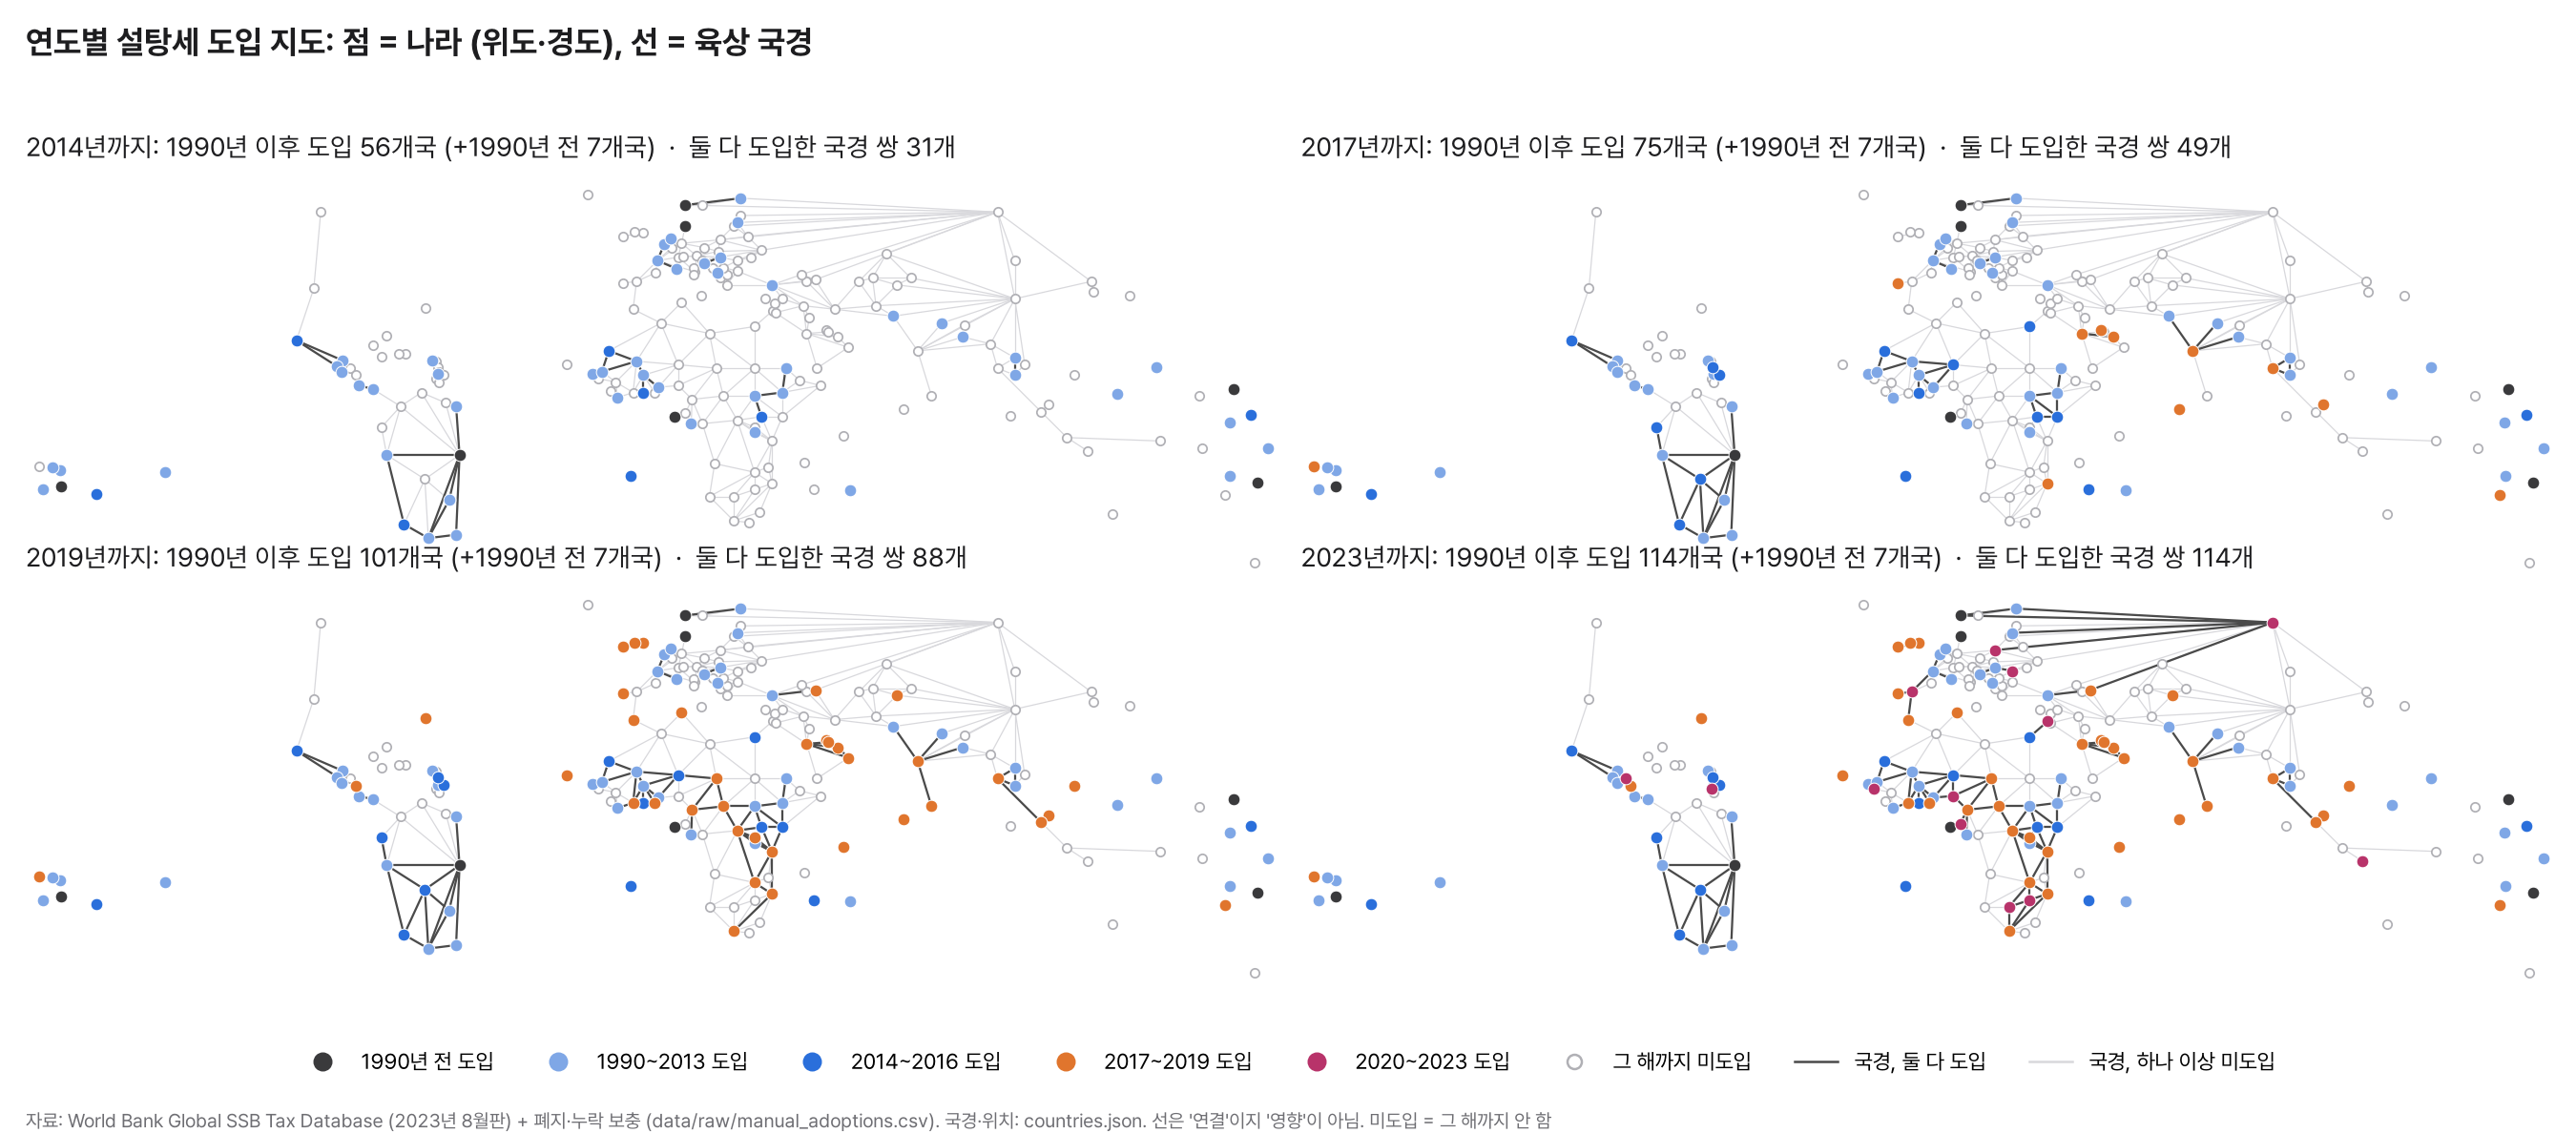 연도별 설탕세 도입 지도: 점 = 나라 (위도·경도), 선 = 육상 국경
2014년까지: 1990년 이후 도입 56개국 (+1990년 전 7개국) · 둘 다 도입한 국경 쌍 31개
2017년까지: 1990년 이후 도입 75개국 (+1990년 전 7개국) · 둘 다 도입한 국경 쌍 49개
2019년까지: 1990년 이후 도입 101개국 (+1990년 전 7개국) · 둘 다 도입한 국경 쌍 88개
2023년까지: 1990년 이후 도입 114개국 (+1990년 전 7개국) · 둘 다 도입한 국경 쌍 114개
1990년 전 도입 1990~2013 도입 2014~2016 도입 2017~2019 도입 2020~2023 도입 그 해까지 미도입 국경, 둘 다 도입 국경, 하나 이상 미도입
자료: World Bank Global SSB Tax Database (2023년 8월판) + 폐지·누락 보충 (data/raw/manual_adoptions.csv). 국경·위치: countries.json. 선은 '연결'이지 '영향'이 아님. 미도입 = 그 해까지 안 함